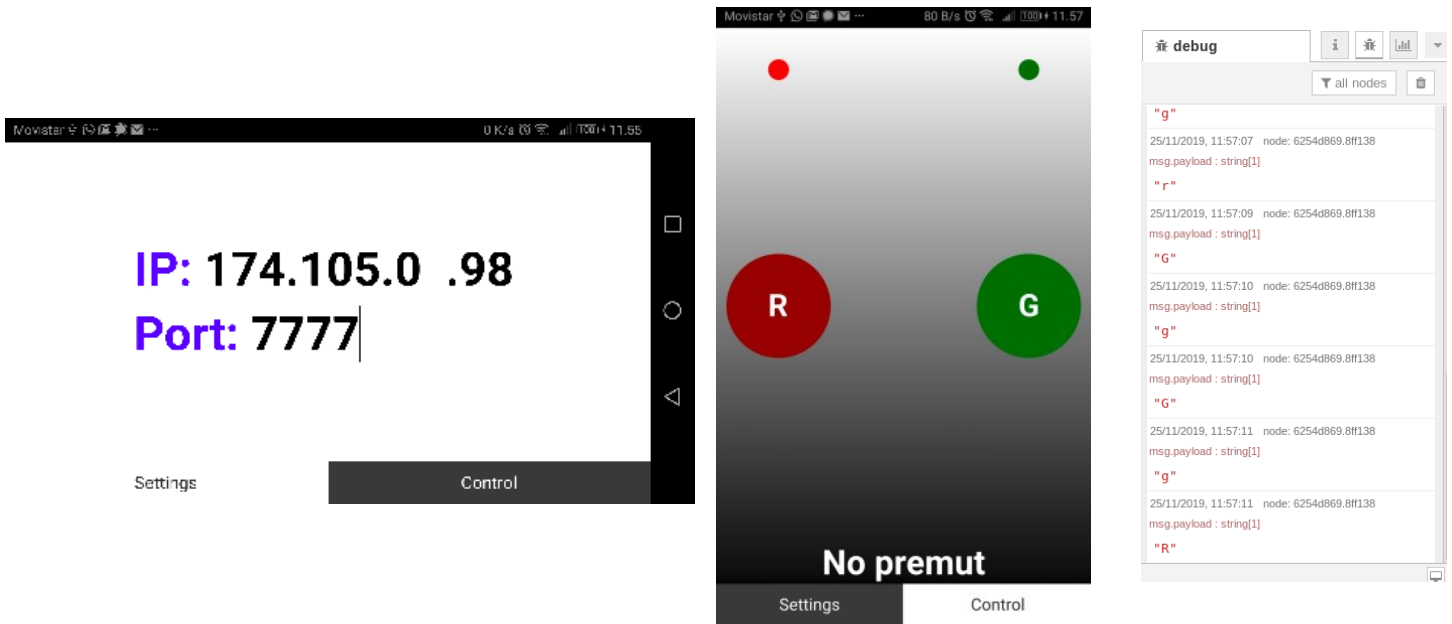 Movistar ... 0 K/s 100 11.55
IP: 174.105.0 .98
Port: 7777
Settings Control
Movistar ... 80 B/s 100 11.57
R G
No premut
Settings Control
debug i
all nodes
"g"
25/11/2019, 11:57:07 node: 6254d869.8ff138
msg.payload : string[1]
"r"
25/11/2019, 11:57:09 node: 6254d869.8ff138
msg.payload : string[1]
"G"
25/11/2019, 11:57:10 node: 6254d869.8ff138
msg.payload : string[1]
"g"
25/11/2019, 11:57:10 node: 6254d869.8ff138
msg.payload : string[1]
"G"
25/11/2019, 11:57:11 node: 6254d869.8ff138
msg.payload : string[1]
"g"
25/11/2019, 11:57:11 node: 6254d869.8ff138
msg.payload : string[1]
"R"